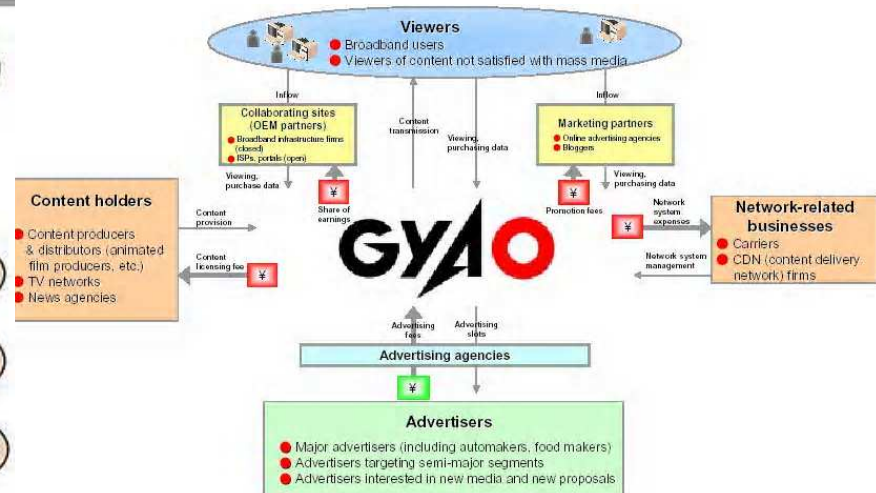 Viewers
Broadband users
Viewers of content not satisfied with mass media
Inflow
Inflow
Collaborating sites
(OEM partners)
Broadband infrastructure firms
(closed)
ISPs, portals (open)
Content
transmission
Viewing,
purchasing data
Marketing partners
Online advertising agencies
Bloggers
Viewing,
purchase data
¥
Share of
earnings
¥
Promotion fees
Viewing,
purchasing data
Content holders
Content producers
& distributors (animated
film producers, etc.)
TV networks
News agencies
Content
provision
Content
licensing fee
¥
GYAO
¥
Network
system
expenses
Network system
management
Network-related
businesses
Carriers
CDN (content delivery
network) firms
Advertising
fees
Advertising
slots
Advertising agencies
¥
Advertisers
Major advertisers (including automakers, food makers)
Advertisers targeting semi-major segments
Advertisers interested in new media and new proposals